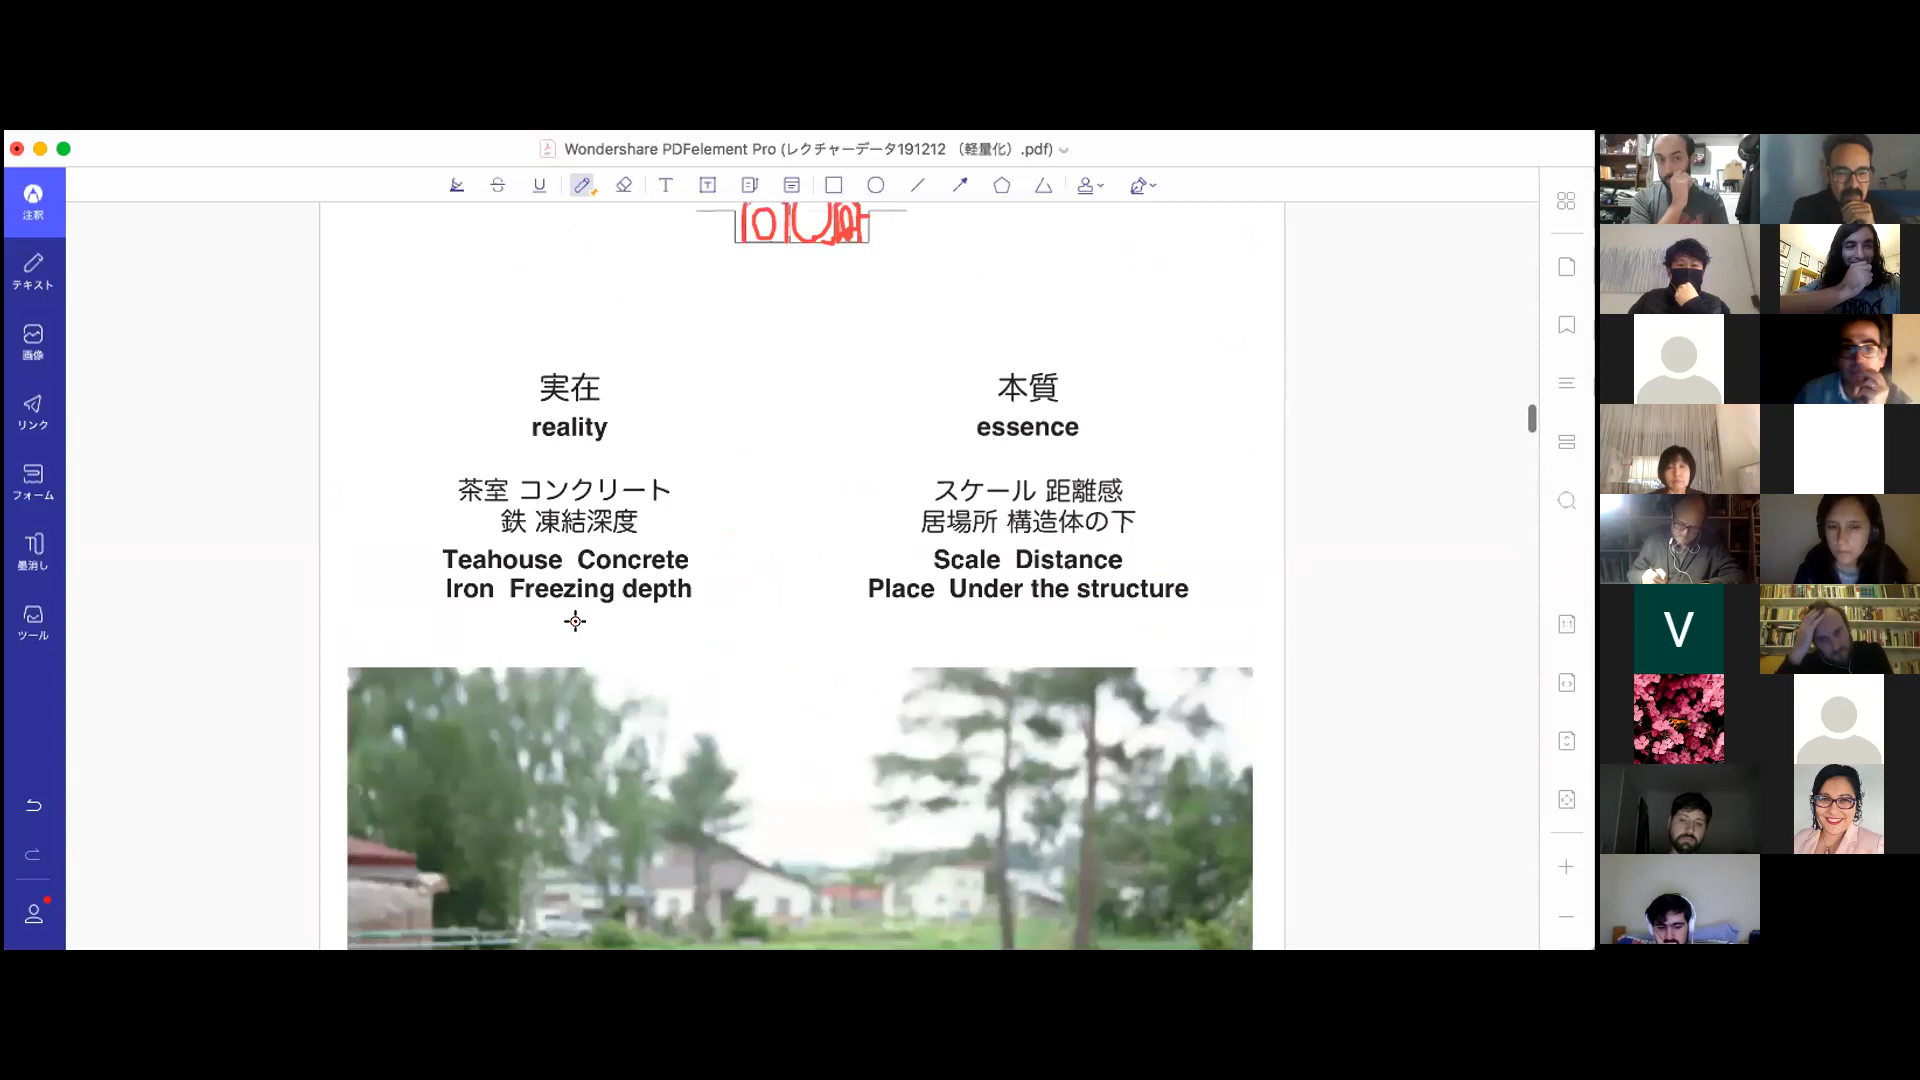 Wondershare PDFelement Pro (レクチャーデータ191212 （軽量化）.pdf)
注釈
テキスト
画像
リンク
フォーム
墨消し
ツール
実在
reality
茶室 コンクリート
鉄 凍結深度
Teahouse Concrete
Iron Freezing depth
本質
essence
スケール 距離感
居場所 構造体の下
Scale Distance
Place Under the structure
V